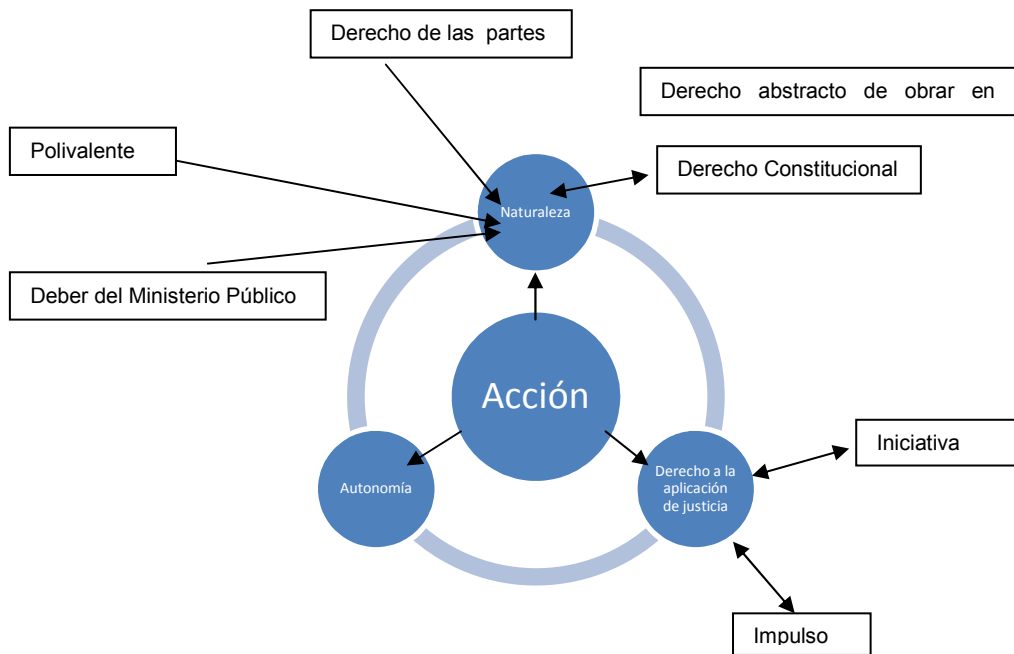 Derecho de las partes
Derecho abstracto de obrar en
Polivalente
Derecho Constitucional
Naturaleza
Deber del Ministerio Público
Acción
Iniciativa
Autonomía
Derecho a la
aplicación
de justicia
Impulso